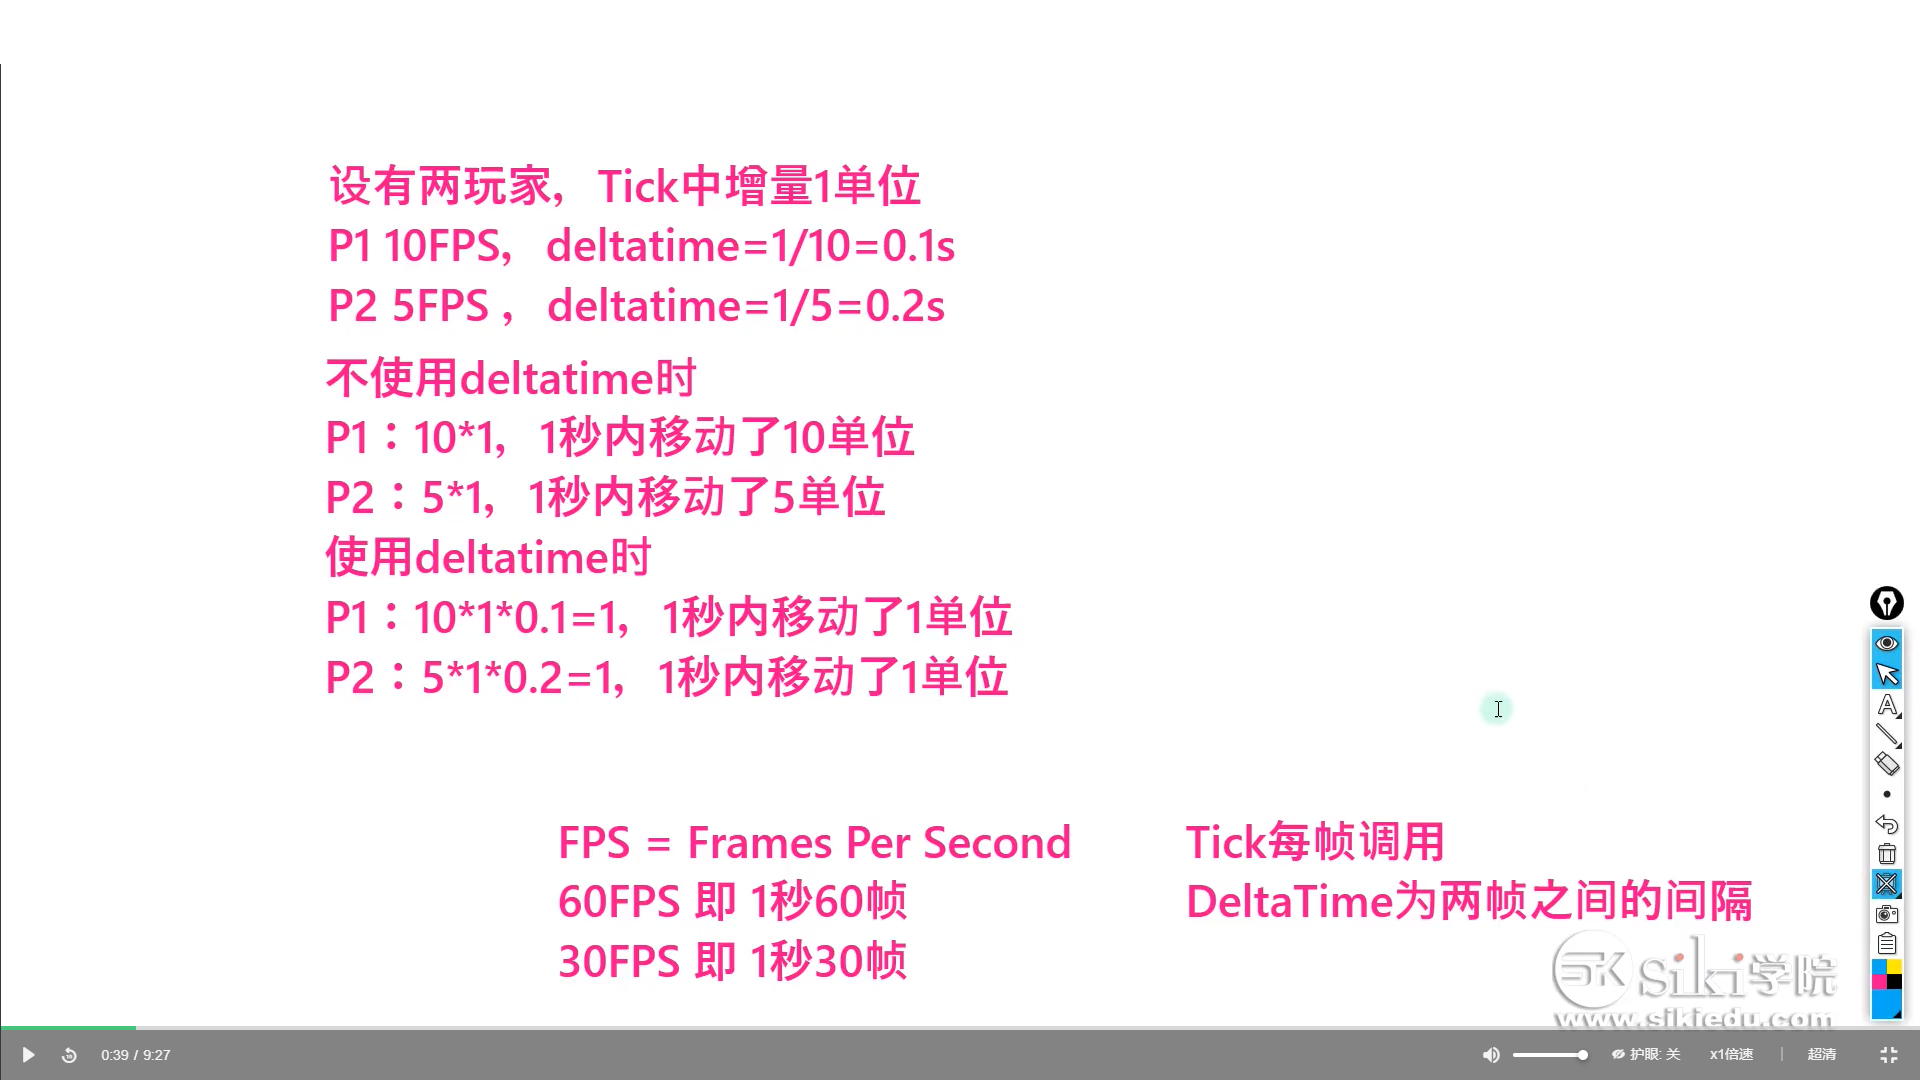 设有两玩家，Tick中增量1单位
P1 10FPS，deltatime=1/10=0.1s
P2 5FPS ，deltatime=1/5=0.2s
不使用deltatime时
P1：10*1，1秒内移动了10单位
P2：5*1，1秒内移动了5单位
使用deltatime时
P1：10*1*0.1=1，1秒内移动了1单位
P2：5*1*0.2=1，1秒内移动了1单位
FPS = Frames Per Second
60FPS 即 1秒60帧
30FPS 即 1秒30帧
Tick每帧调用
DeltaTime为两帧之间的间隔
SK siki学院
www.sikiedu.com
0:39 / 9:27
护眼: 关
x1倍速
超清